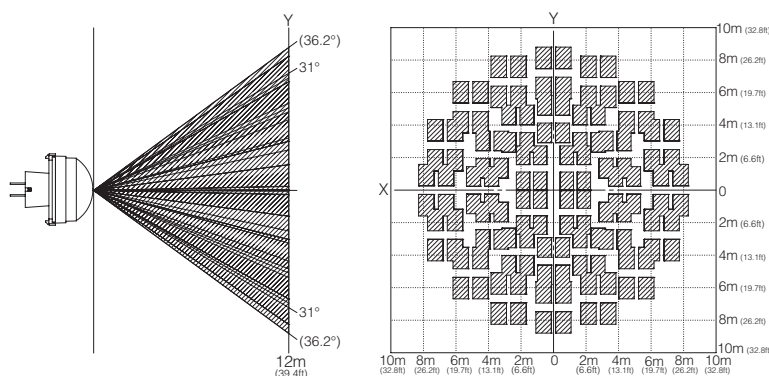 Y
(36.2°)
31°
31°
(36.2°)
12m
(39.4ft)
Y
10m (32.8ft)
8m (26.2ft)
6m (19.7ft)
4m (13.1ft)
2m (6.6ft)
X 0
2m (6.6ft)
4m (13.1ft)
6m (19.7ft)
8m (26.2ft)
10m (32.8ft)
10m 8m 6m 4m 2m 0 2m 4m 6m 8m 10m
(32.8ft) (26.2ft) (19.7ft) (13.1ft) (6.6ft) (6.6ft) (13.1ft) (19.7ft) (26.2ft) (32.8ft)